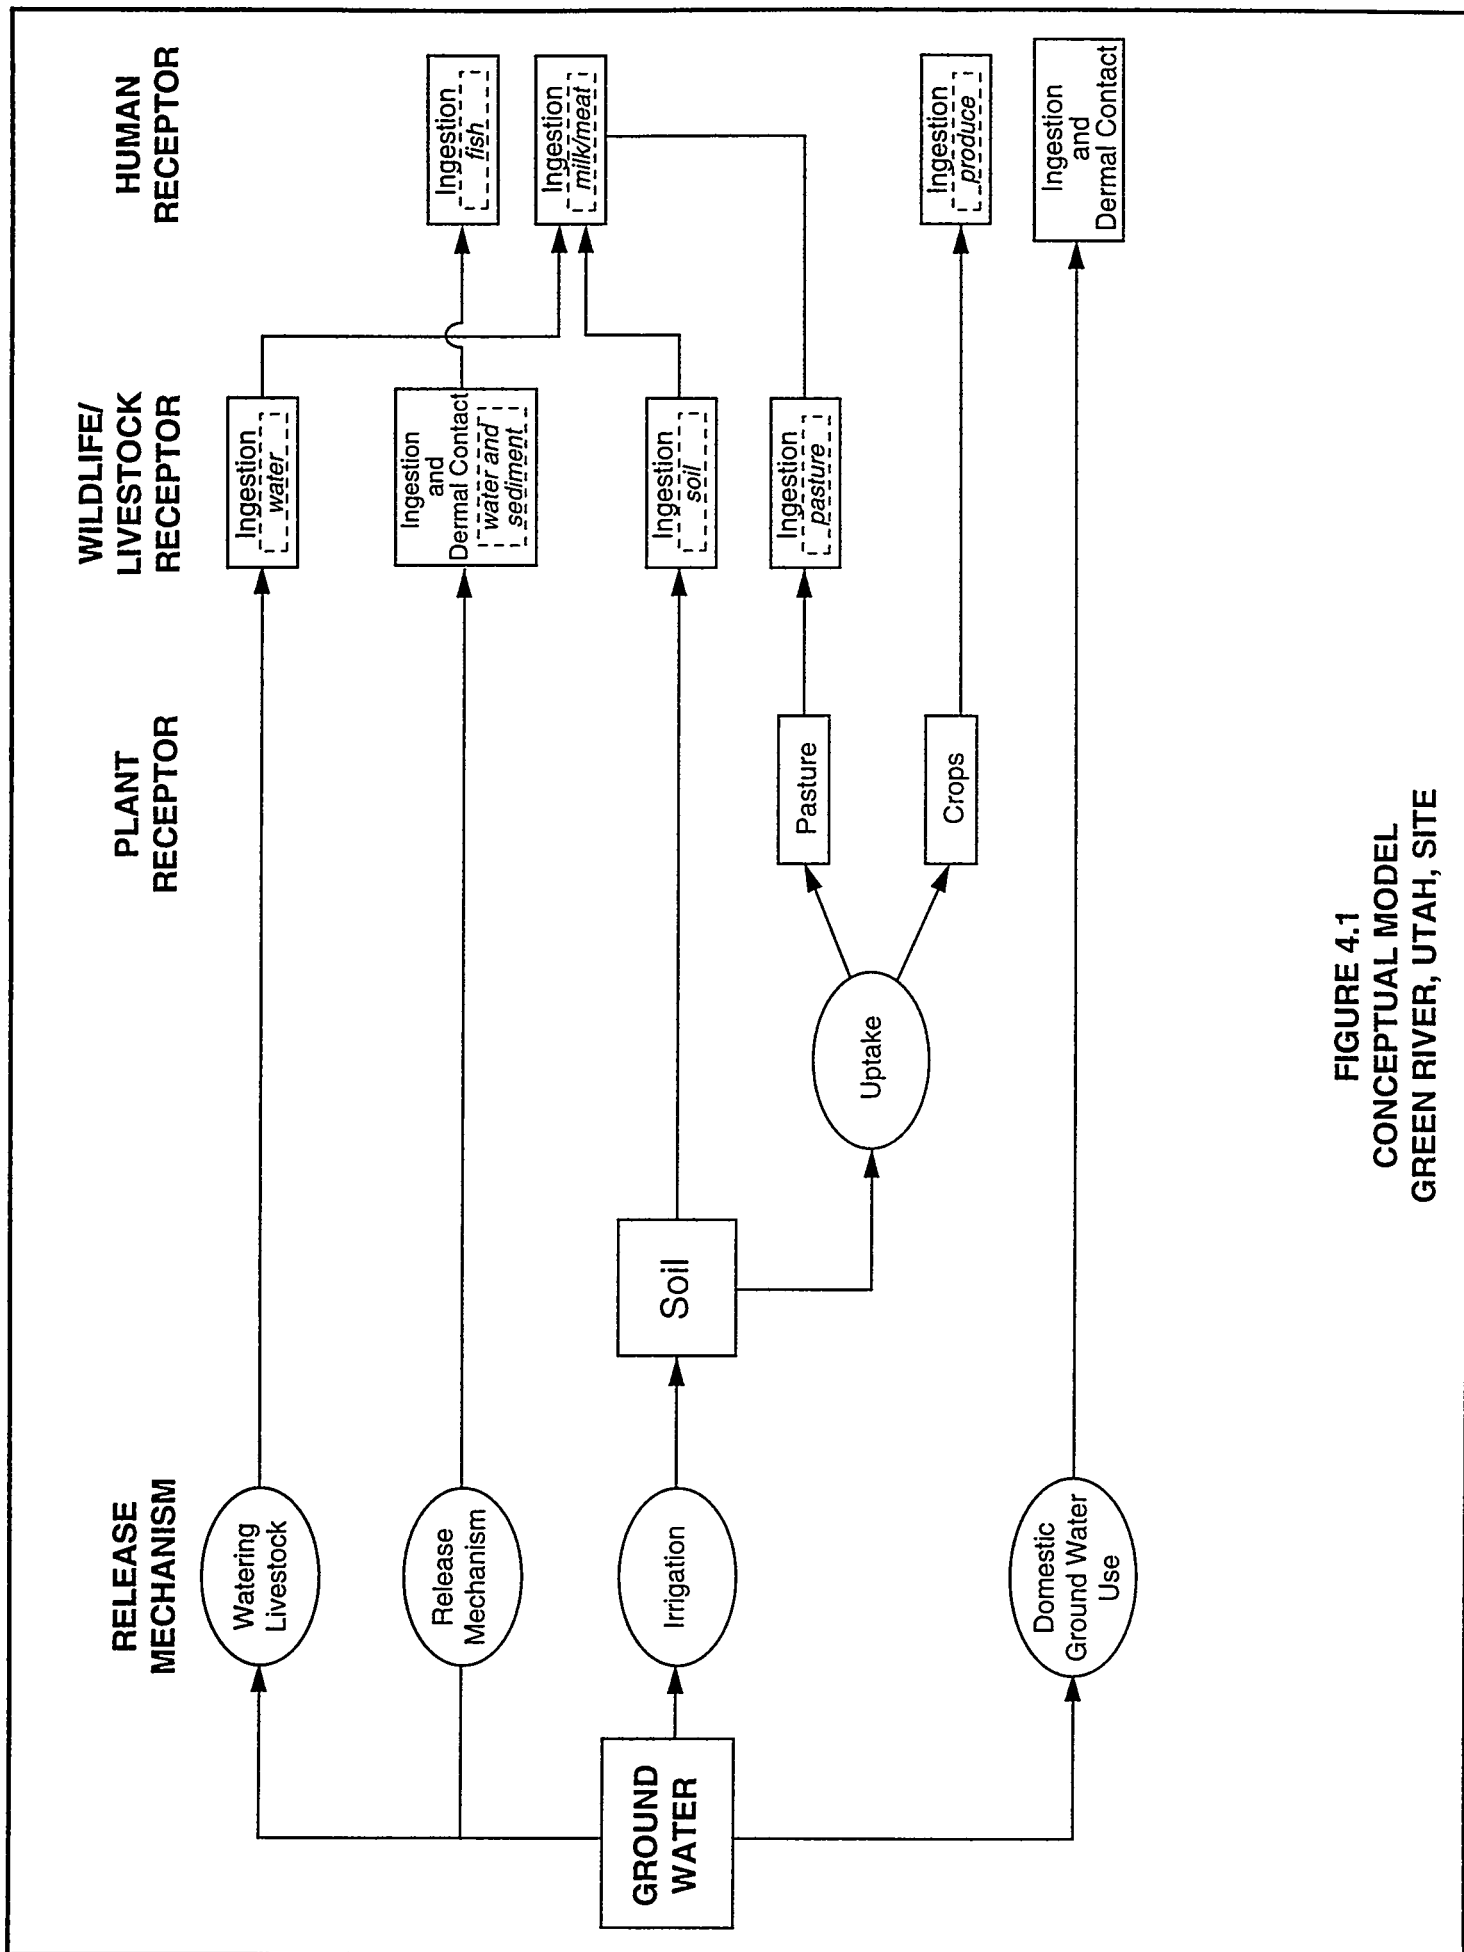 RELEASE
MECHANISM
PLANT
RECEPTOR
WILDLIFE/
LIVESTOCK
RECEPTOR
HUMAN
RECEPTOR
Watering
Livestock
Ingestion
water
Release
Mechanism
Ingestion
and
Dermal Contact
water and
sediment
Ingestion
fish
Ingestion
milk/meat
GROUND
WATER
Irrigation
Soil
Ingestion
soil
Uptake
Pasture
Ingestion
pasture
Crops
Ingestion
produce
Domestic
Ground Water
Use
Ingestion
and
Dermal Contact
FIGURE 4.1
CONCEPTUAL MODEL
GREEN RIVER, UTAH, SITE